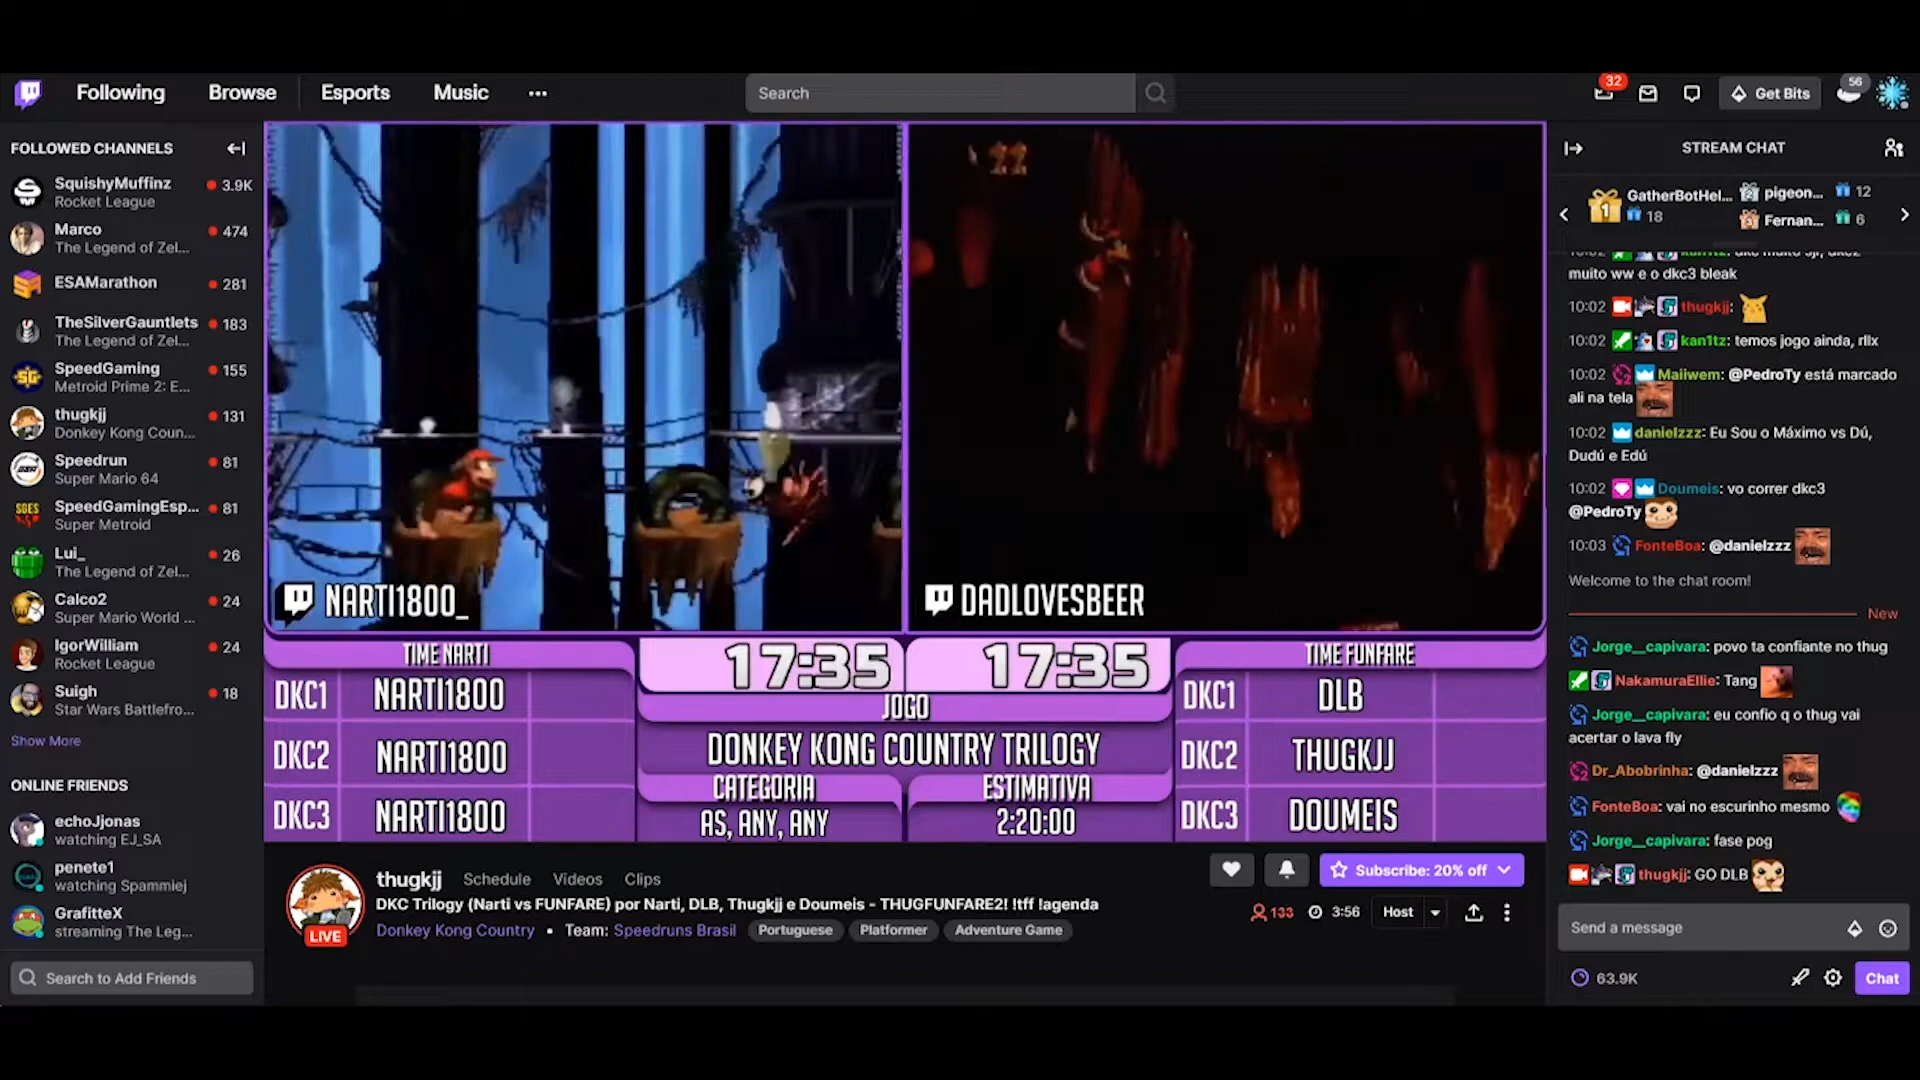 Following
Browse
Esports
Music
Search
32
Get Bits
56
FOLLOWED CHANNELS
SquishyMuffinz
3.9K
Rocket League
Marco
474
The Legend of Zel...
ESAMarathon
281
TheSilverGauntlets
183
The Legend of Zel...
SpeedGaming
155
Metroid Prime 2: E...
thugkjj
131
Donkey Kong Coun...
Speedrun
81
Super Mario 64
SpeedGamingEsp...
81
Super Metroid
Lui_
26
The Legend of Zel...
Calco2
24
Super Mario World ...
IgorWilliam
24
Rocket League
Suigh
18
Star Wars Battlefro...
Show More
ONLINE FRIENDS
echoJjonas
watching EJ_SA
penete1
watching Spammiej
GrafitteX
streaming The Leg...
Search to Add Friends
22
NARTI1800_
DADLOVESBEER
TIME NARTI
DKC1 NARTI1800
DKC2 NARTI1800
DKC3 NARTI1800
17:35 17:35
JOGO
DONKEY KONG COUNTRY TRILOGY
CATEGORIA
AS, ANY, ANY
ESTIMATIVA
2:20:00
TIME FUNFARE
DKC1 DLB
DKC2 THUGKJJ
DKC3 DOUMEIS
LIVE
thugkjj Schedule Videos Clips
DKC Trilogy (Narti vs FUNFARE) por Narti, DLB, Thugkjj e Doumeis - THUGFUNFARE2! !tff !agenda
Donkey Kong Country • Team: Speedruns Brasil Portuguese Platformer Adventure Game
Subscribe: 20% off
133 3:56 Host
STREAM CHAT
1 GatherBotHel... 18
pigeon... 12
Fernan... 6
muito ww e o dkc3 bleak
10:02 thugkjj:
10:02 kan1tz: temos jogo ainda, rllx
10:02 Maiiwem: @PedroTy está marcado
ali na tela
10:02 danielzzz: Eu Sou o Máximo vs Dú,
Dudú e Edú
10:02 Doumeis: vo correr dkc3
@PedroTy
10:03 FonteBoa: @danielzzz
Welcome to the chat room!
New
Jorge__capivara: povo ta confiante no thug
NakamuraEllie: Tang
Jorge__capivara: eu confio q o thug vai
acertar o lava fly
Dr_Abobrinha: @danielzzz
FonteBoa: vai no escurinho mesmo
Jorge__capivara: fase pog
thugkjj: GO DLB
Send a message
63.9K
Chat